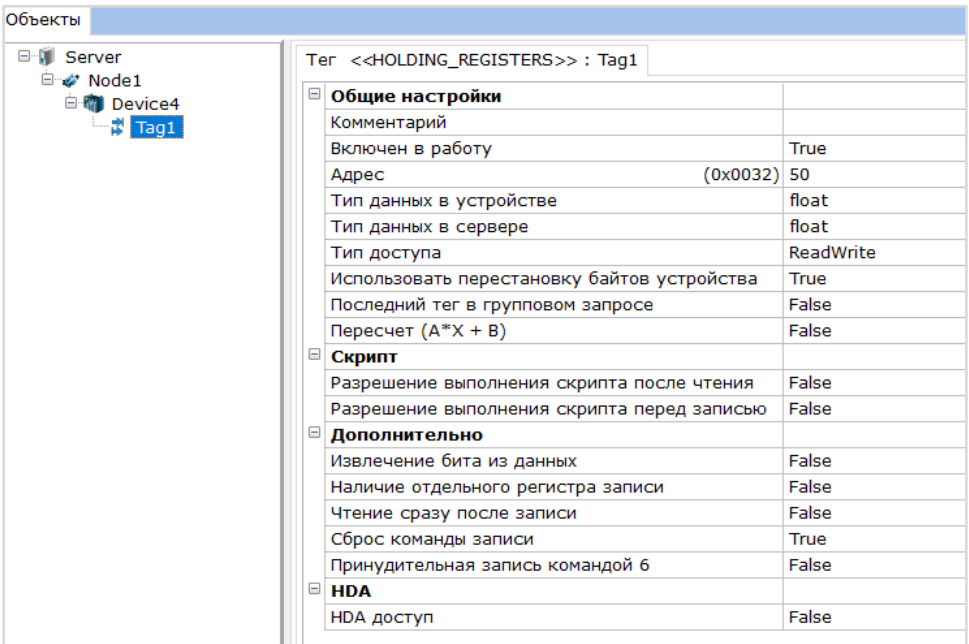 Объекты
Server
Node1
Device4
Tag1
Тег <<HOLDING_REGISTERS>> : Tag1
Общие настройки
Комментарий
Включен в работу True
Адрес (0x0032) 50
Тип данных в устройстве float
Тип данных в сервере float
Тип доступа ReadWrite
Использовать перестановку байтов устройства True
Последний тег в групповом запросе False
Пересчет (A*X + B) False
Скрипт
Разрешение выполнения скрипта после чтения False
Разрешение выполнения скрипта перед записью False
Дополнительно
Извлечение бита из данных False
Наличие отдельного регистра записи False
Чтение сразу после записи False
Сброс команды записи True
Принудительная запись командой 6 False
HDA
HDA доступ False